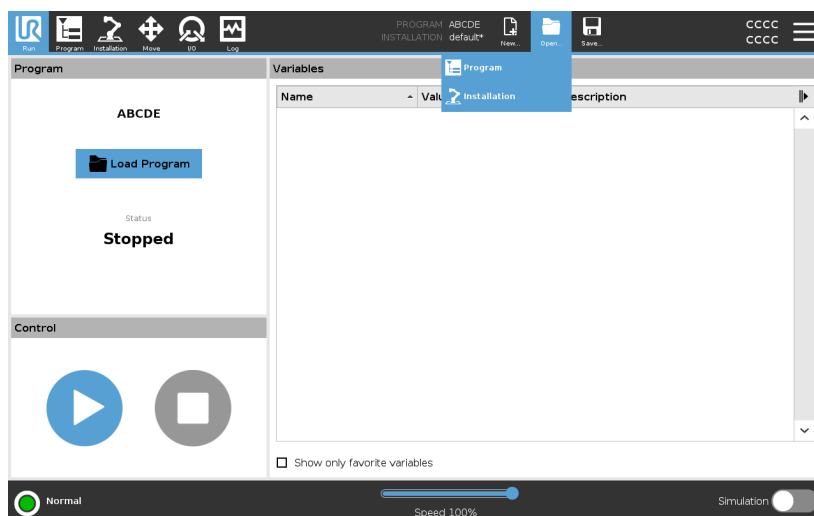 UR
Run
Program
Installation
Move
I/O
Log
PROGRAM ABCDE
INSTALLATION default*
New...
Open...
Save...
CCCC
CCCC
Program
Variables
Program
Installation
Name
Valu
escription
ABCDE
Load Program
Status
Stopped
Control
Show only favorite variables
Normal
Speed 100%
Simulation